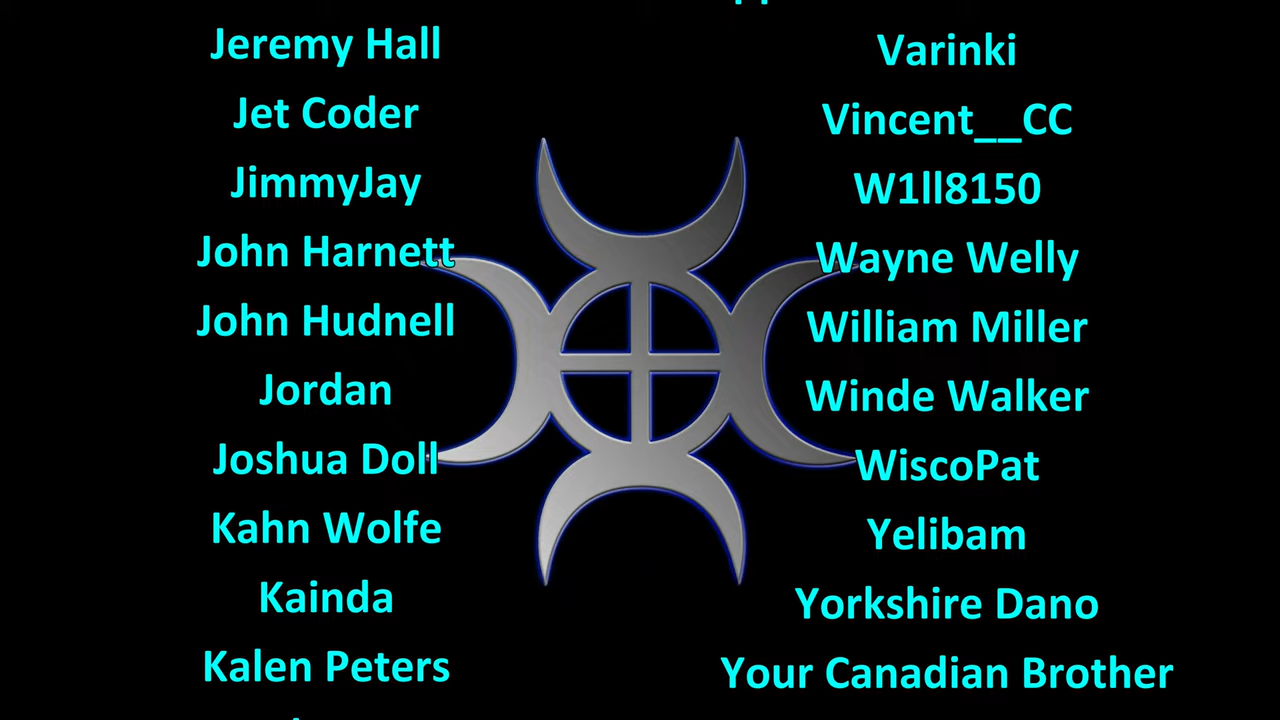 Jeremy Hall
Jet Coder
JimmyJay
John Harnett
John Hudnell
Jordan
Joshua Doll
Kahn Wolfe
Kainda
Kalen Peters
Varinki
Vincent__CC
W1ll8150
Wayne Welly
William Miller
Winde Walker
WiscoPat
Yelibam
Yorkshire Dano
Your Canadian Brother